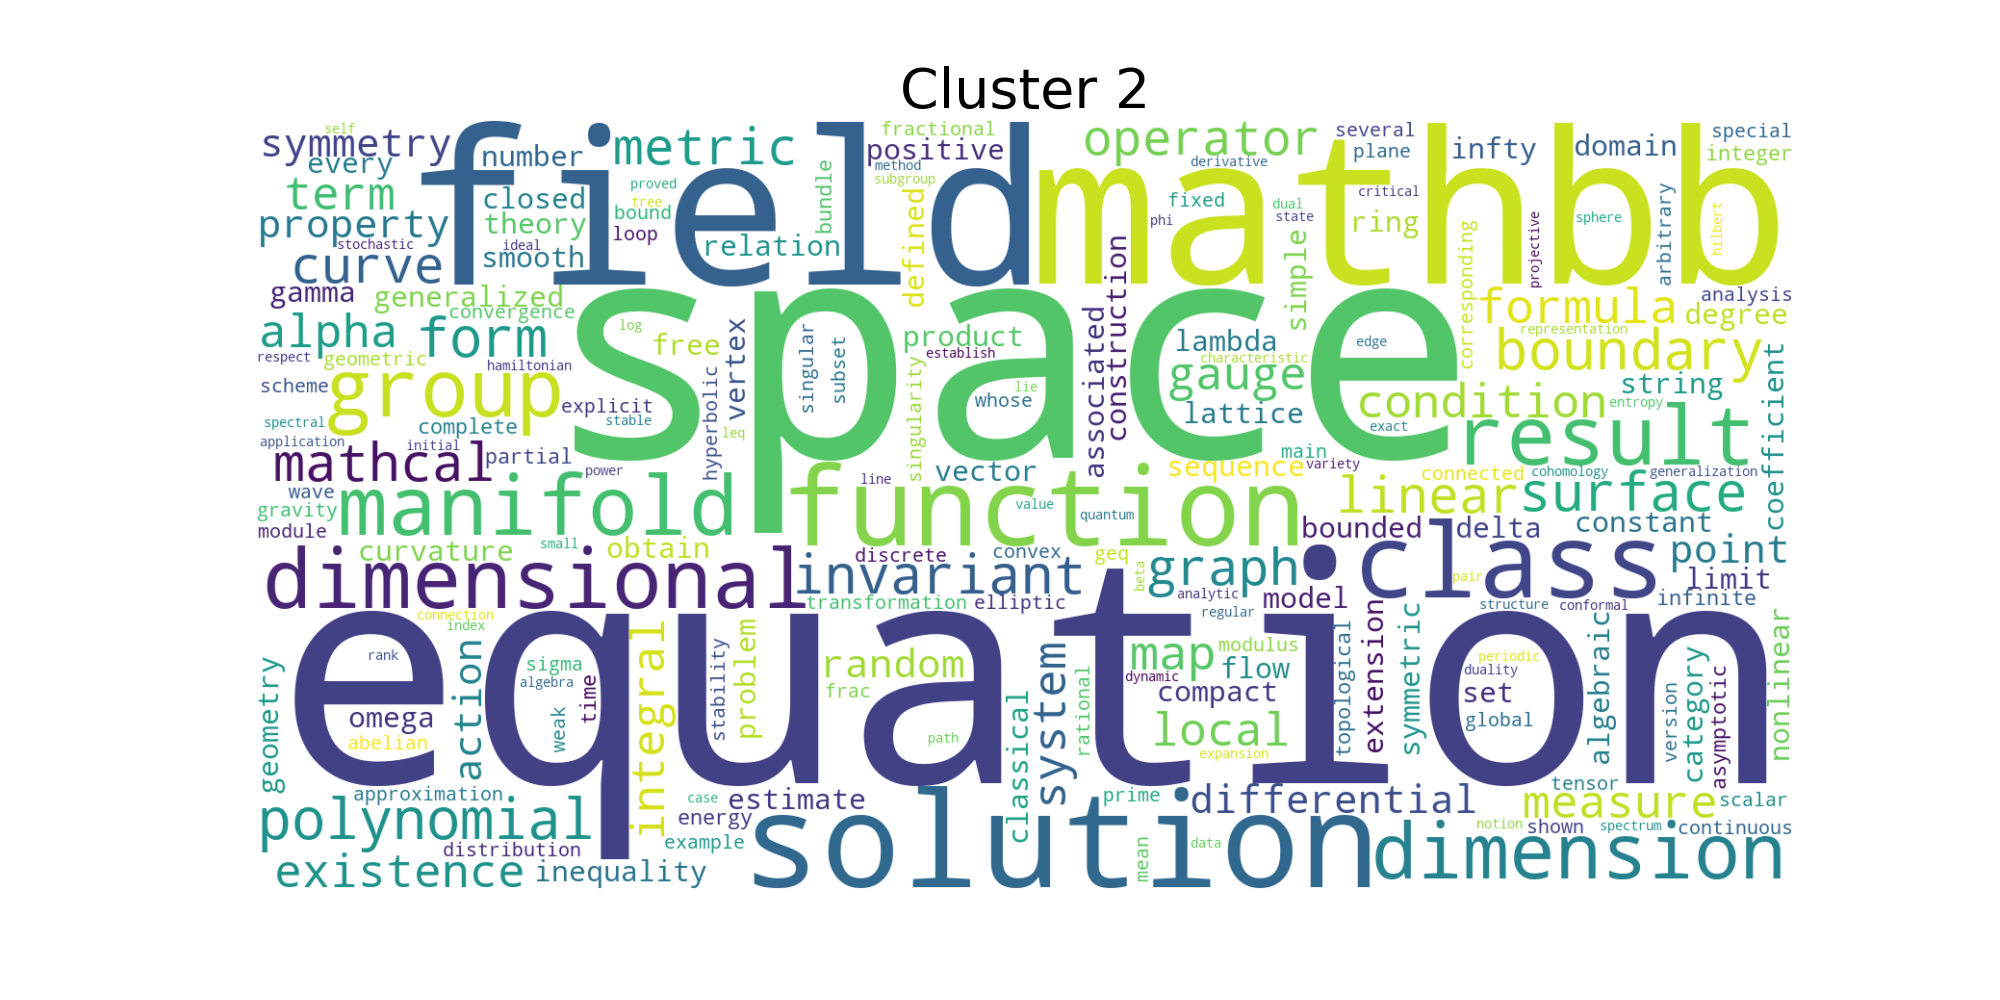 Cluster 2
self
symmetry
every
number
metric
fractional
positive
method
subgroup
operator
derivative
several
plane
infty
domain
special
integer
field
mathbb
term
closed
property
theory
proved
tree
bound
loop
bundle
relation
defined
fixed
phi
dual
state
critical
ring
sphere
arbitrary
hilbert
projective
corresponding
stochastic
ideal
curve
smooth
gamma
generalized
convergence
space
construction
simple
formula
analysis
degree
representation
alpha
form
log
free
vertex
singular
subset
product
establish
associated
lambda
characteristic
edge
boundary
respect
geometric
hamiltonian
scheme
group
explicit
stable
hyperbolic
leq
singularity
lie
whose
gauge
lattice
condition
exact
string
entropy
coefficient
spectral
complete
application
initial
mathcal
partial
power
result
main
sequence
variety
connected
cohomology
generalization
wave
gravity
module
manifold
line
vector
function
value
quantum
linear
surface
curvature
small
obtain
discrete
convex
geq
bounded
delta
constant
point
dimensional
invariant
beta
graph
class
pair
limit
infinite
transformation
elliptic
analytic
regular
model
structure
conformal
connection
index
equation
rank
sigma
algebra
action
integral
stability
problem
random
frac
system
map
modulus
flow
dynamic
compact
topological
extension
symmetric
periodic
duality
set
global
algebraic
version
category
asymptotic
nonlinear
geometry
omega
abelian
weak
time
path
classical
rational
local
expansion
approximation
case
estimate
prime
differential
tensor
measure
scalar
polynomial
energy
example
solution
mean
data
notion
shown
spectrum
continuous
distribution
existence
inequality
dimension